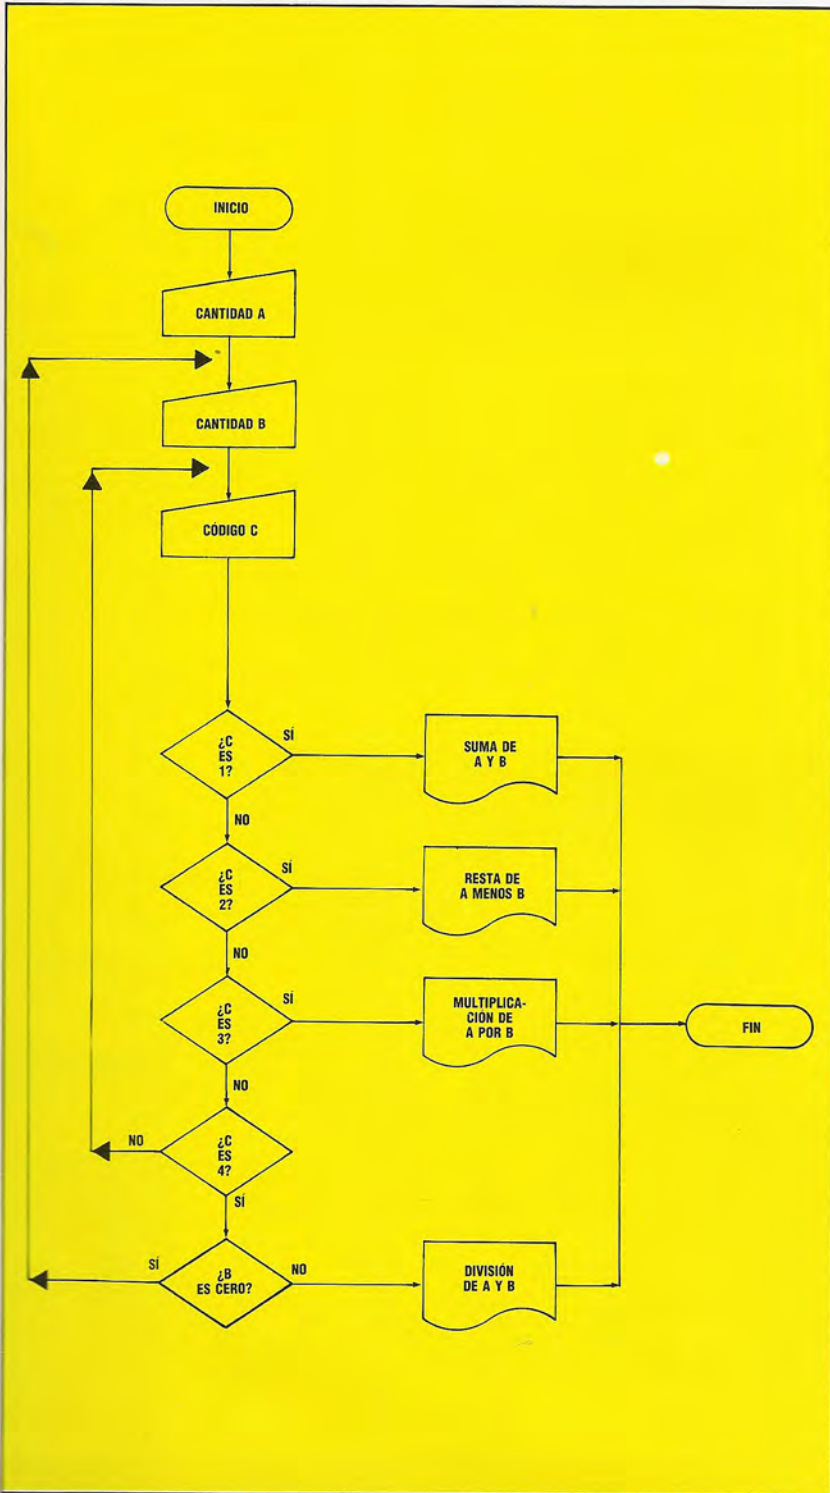 INICIO
CANTIDAD A
CANTIDAD B
CÓDIGO C
¿C
ES
1?
SÍ
SUMA DE
A Y B
NO
¿C
ES
2?
SÍ
RESTA DE
A MENOS B
NO
¿C
ES
3?
SÍ
MULTIPLICA-
CIÓN DE
A POR B
FIN
NO
¿C
ES
4?
NO
SÍ
¿B
ES CERO?
SÍ
NO
DIVISIÓN
DE A Y B